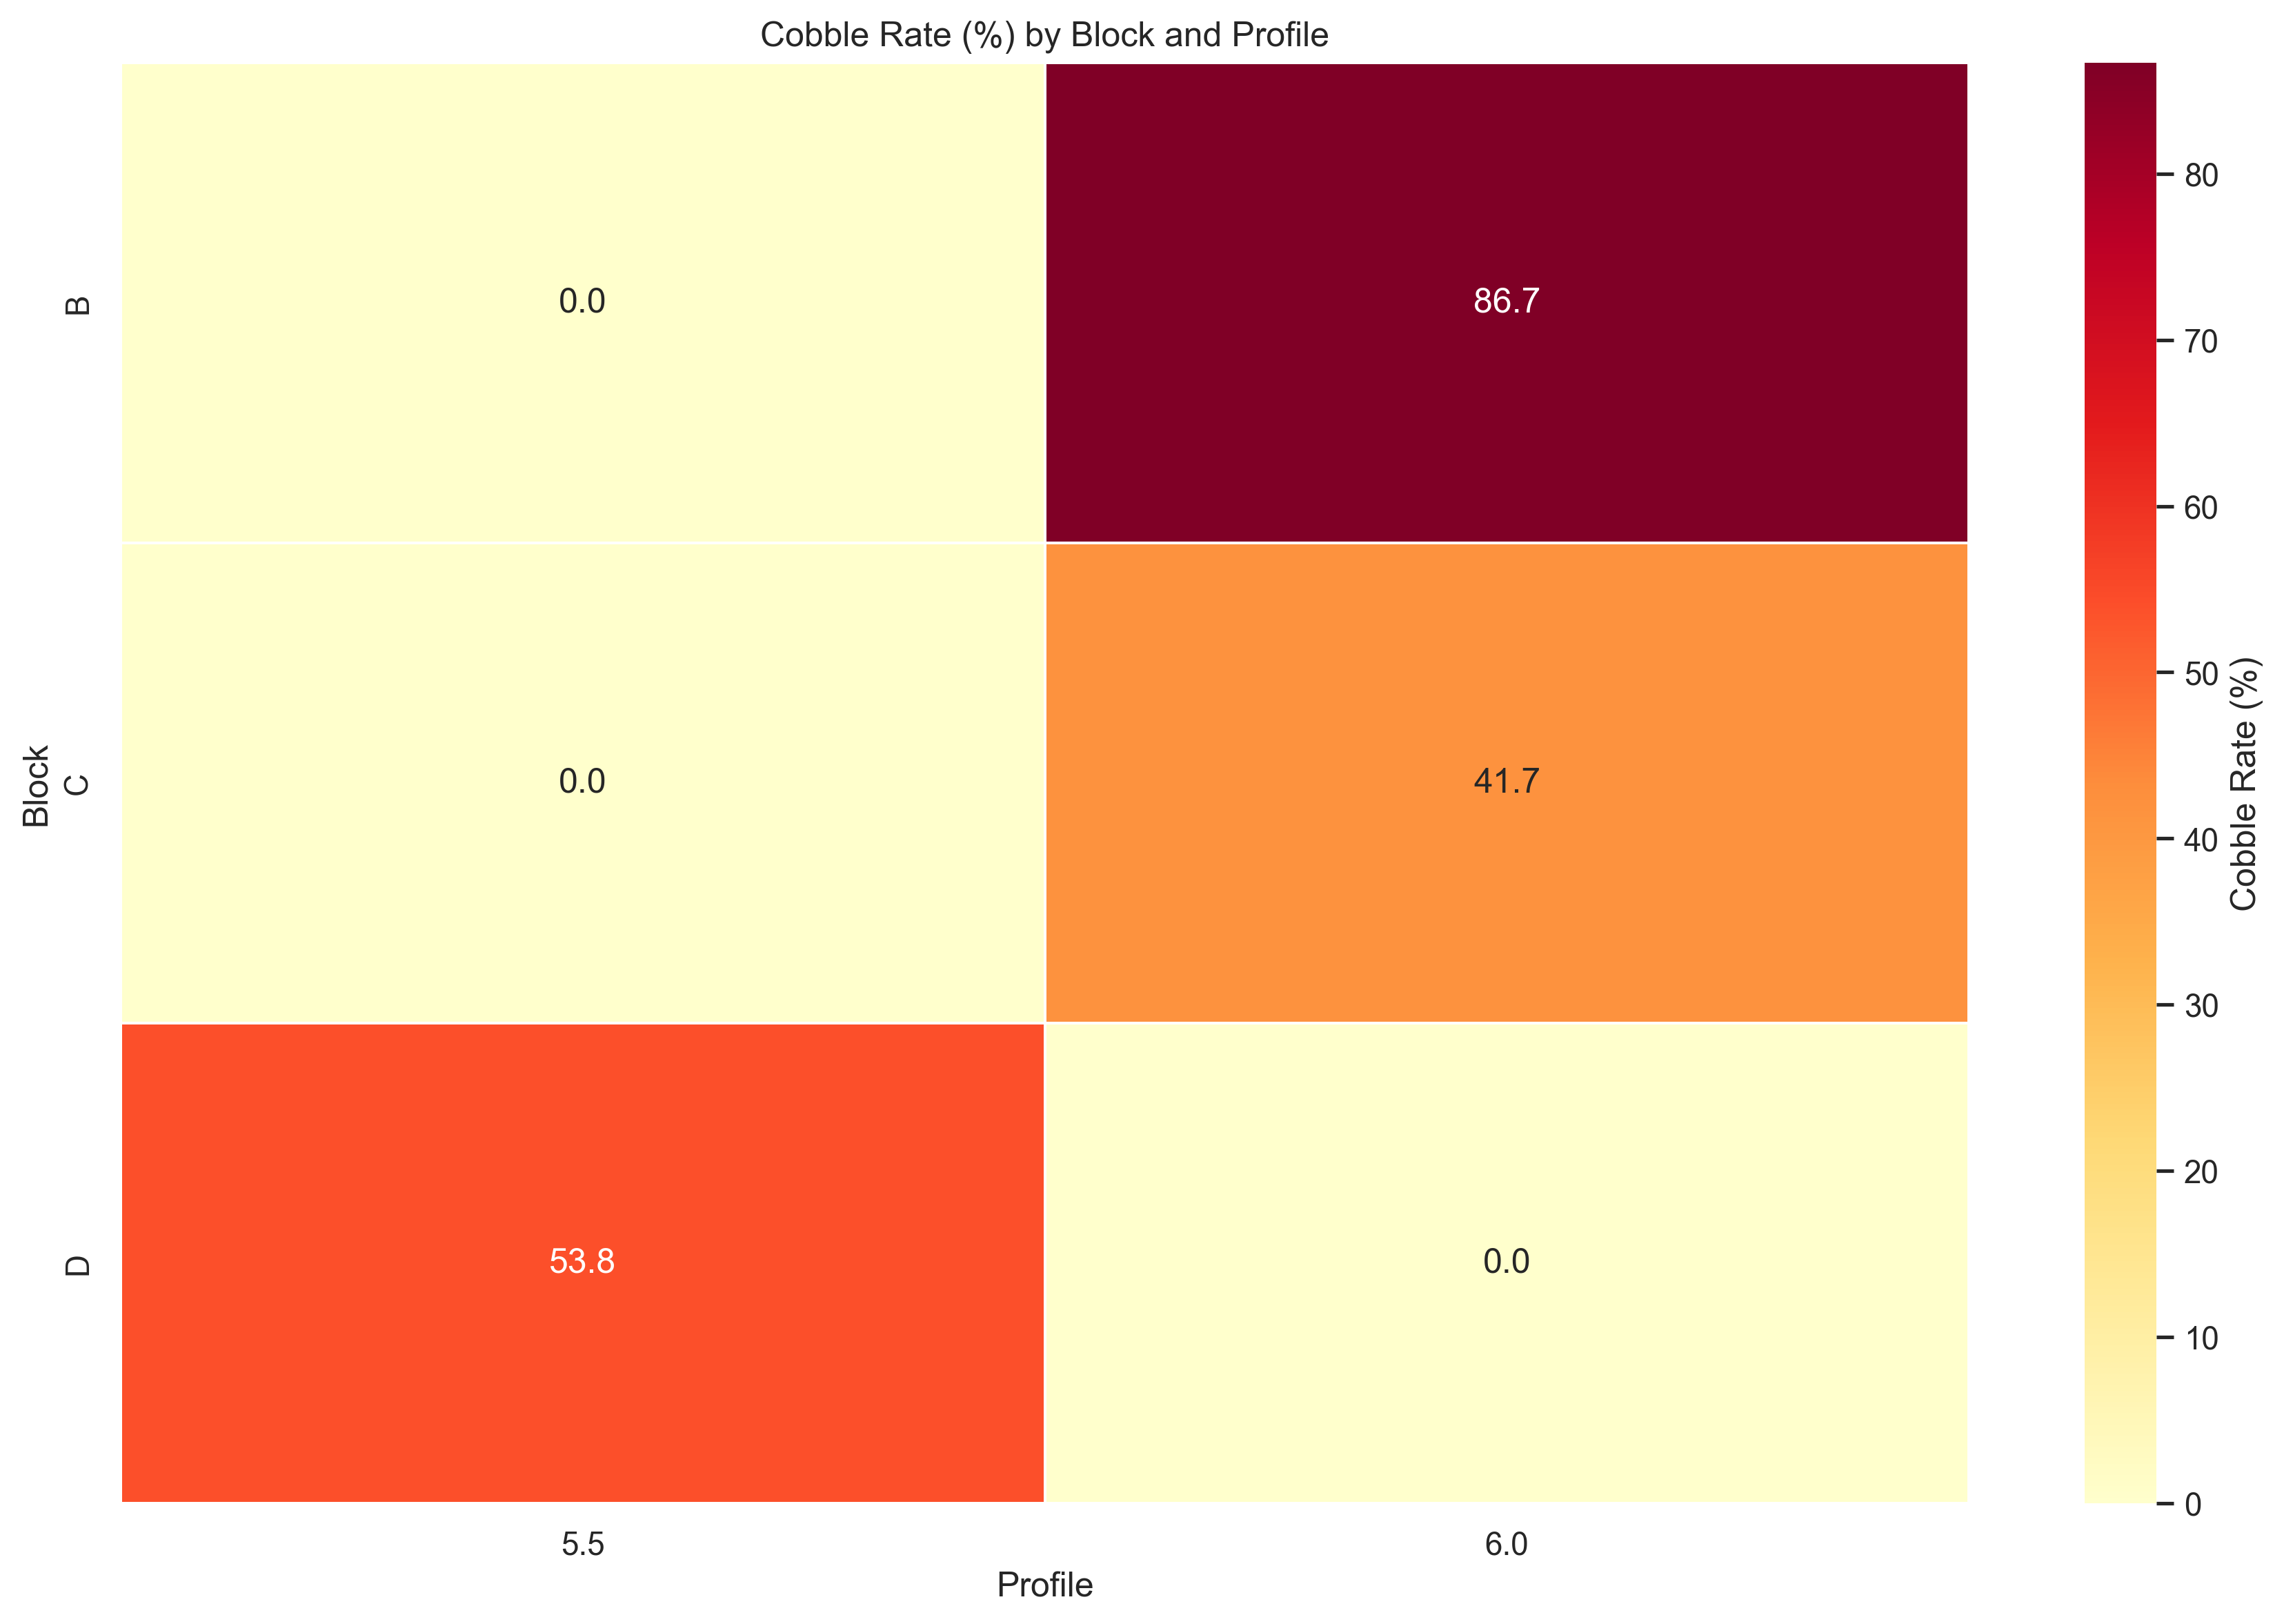 Cobble Rate (%) by Block and Profile
B
C
D
Block
0.0
86.7
0.0
41.7
53.8
0.0
5.5
6.0
Profile
80
70
60
50
40
30
20
10
0
Cobble Rate (%)